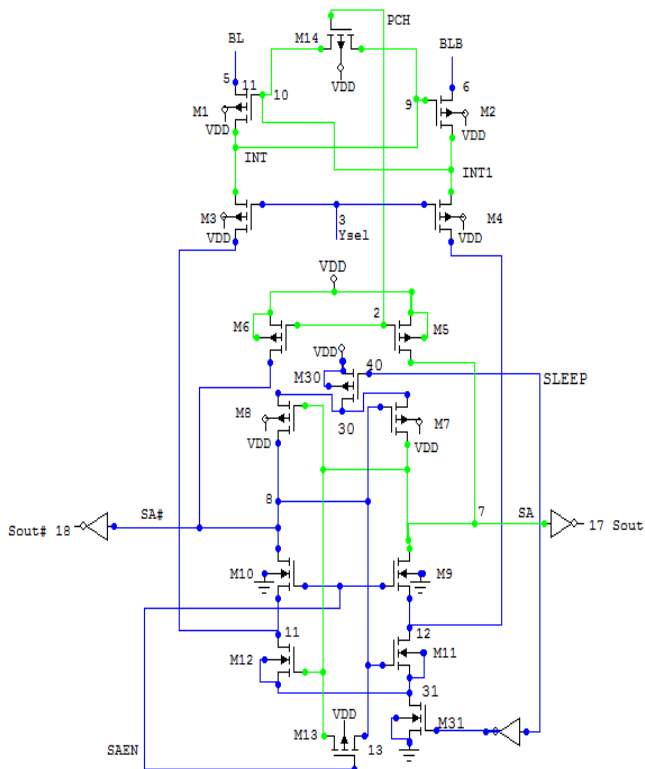 PCH
BL
M14
BLB
VDD
5
11
10
9
6
M1
M2
VDD
VDD
INT
INT1
M3
3
M4
VDD
Ysel
VDD
VDD
2
M6
M5
VDD
40
M30
SLEEP
M8
30
M7
VDD
VDD
8
7
SA#
SA
Sout# 18
17 Sout
M10
M9
11
12
M12
M11
31
VDD
M31
M13
13
SAEN